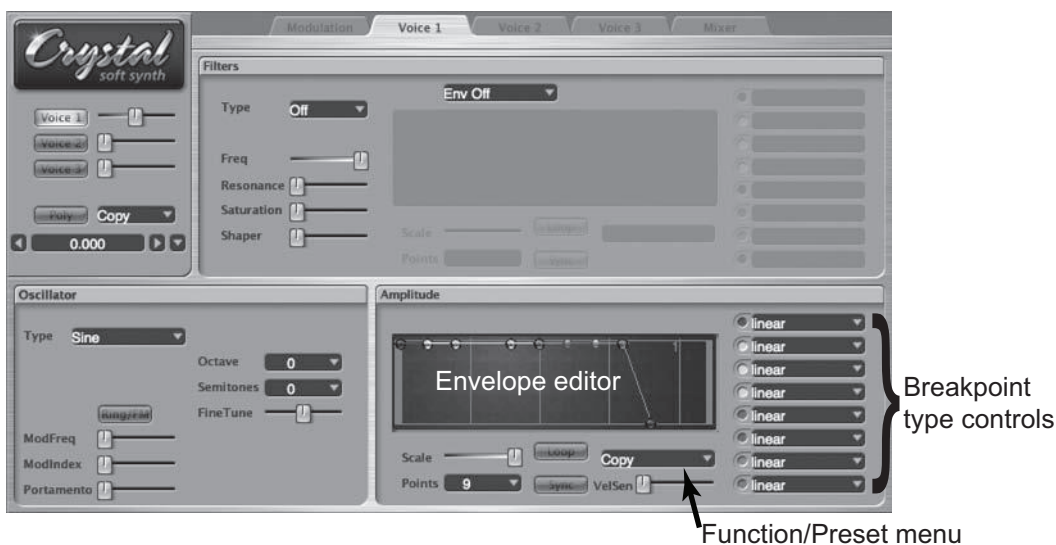 Crystal
soft synth
Modulation
Voice 1
Voice 2
Voice 3
Mixer
Voice 1
Voice 2
Voice 3
Poly
Copy
0.000
Filters
Type
Off
Env Off
Freq
Resonance
Saturation
Shaper
Scale
Loop
Points
Sync
Oscillator
Type
Sine
Octave
0
Semitones
0
FineTune
Ring/FM
ModFreq
ModIndex
Portamento
Amplitude
1
Envelope editor
Scale
Loop
Copy
Points
9
Sync
VelSen
linear
linear
linear
linear
linear
linear
linear
linear
Breakpoint
type controls
Function/Preset menu